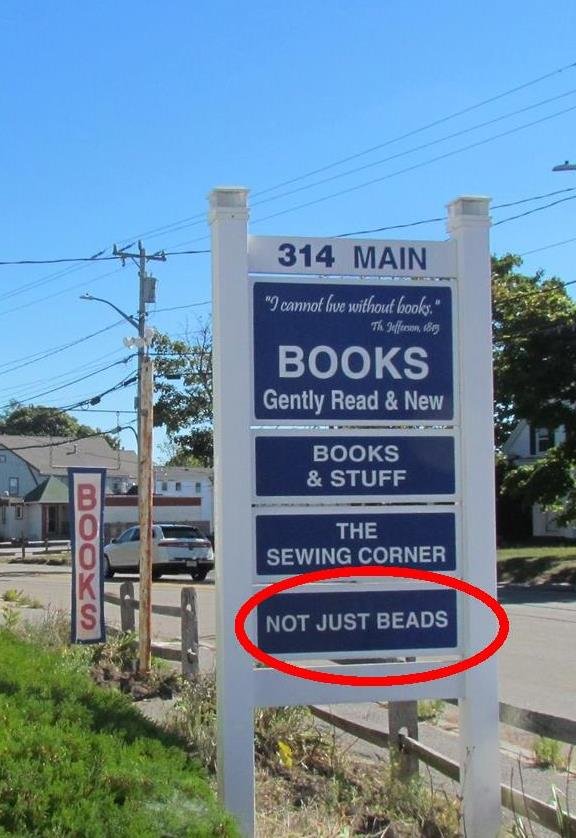 314 MAIN
"I cannot live without books."
Th. Jefferson, 1815
BOOKS
Gently Read & New
BOOKS
& STUFF
THE
SEWING CORNER
NOT JUST BEADS
BOOKS